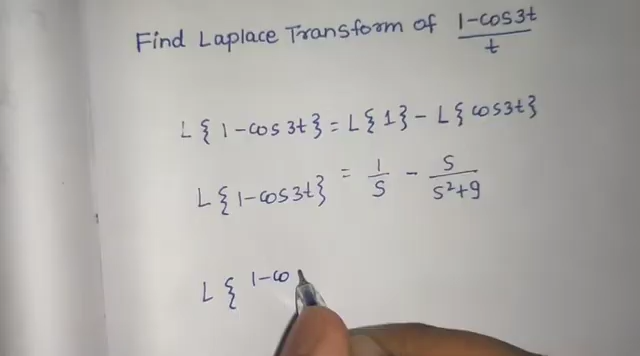 Find Laplace Transform of (1-cos3t)/t
L{1-cos3t} = L{1} - L{cos3t}
L{1-cos3t} = 1/s - s/(s²+9)
L{1-co